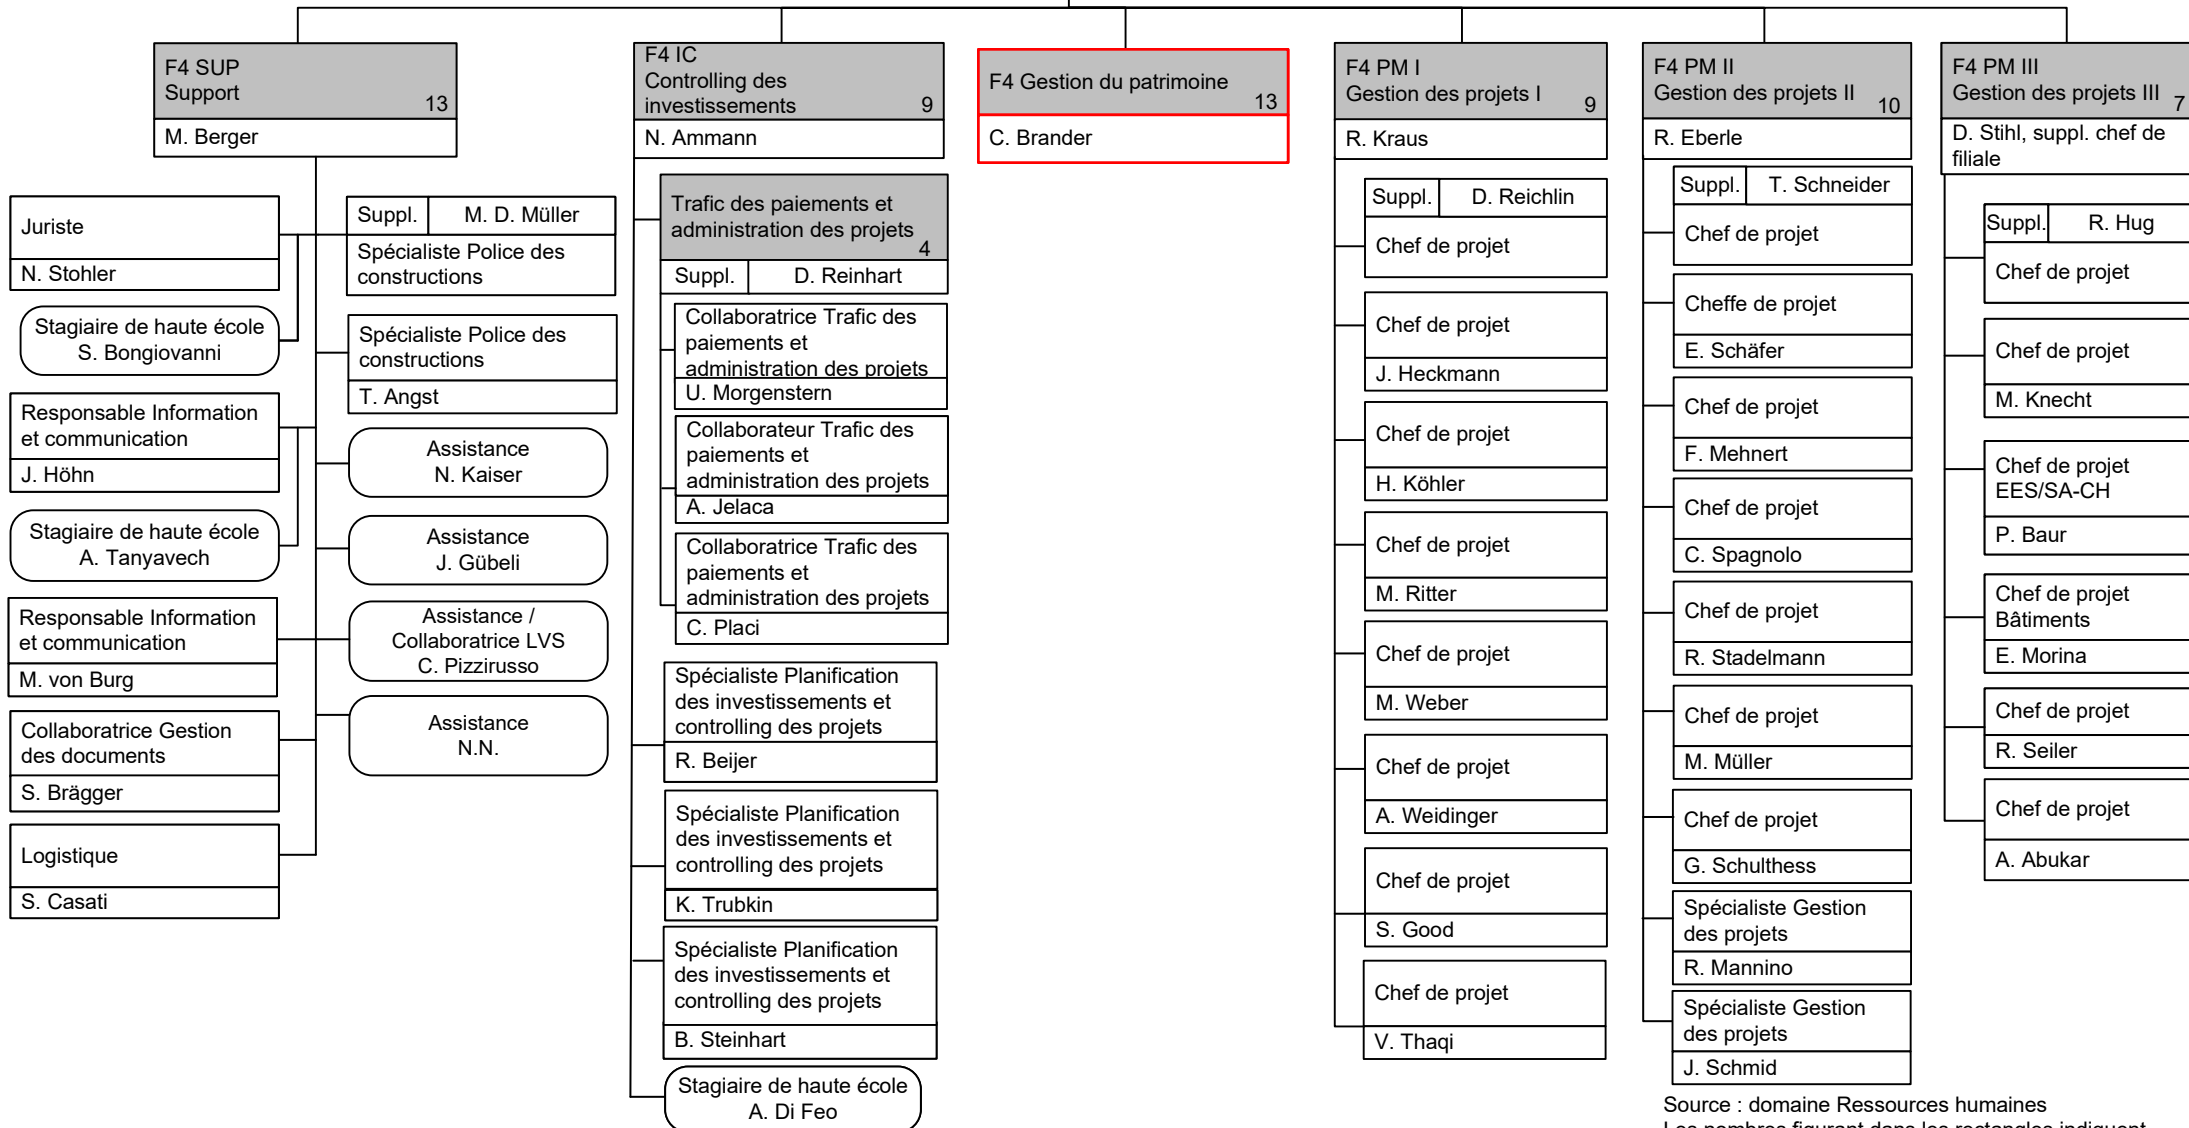 F4 SUP
Support
13
M. Berger
Juriste
N. Stohler
Stagiaire de haute école
S. Bongiovanni
Responsable Information
et communication
J. Höhn
Stagiaire de haute école
A. Tanyavech
Responsable Information
et communication
M. von Burg
Collaboratrice Gestion
des documents
S. Brägger
Logistique
S. Casati
Suppl.
M. D. Müller
Spécialiste Police des
constructions
Spécialiste Police des
constructions
T. Angst
Assistance
N. Kaiser
Assistance
J. Gübeli
Assistance /
Collaboratrice LVS
C. Pizzirusso
Assistance
N.N.
F4 IC
Controlling des
investissements
9
N. Ammann
Trafic des paiements et
administration des projets
4
Suppl.
D. Reinhart
Collaboratrice Trafic des
paiements et
administration des projets
U. Morgenstern
Collaborateur Trafic des
paiements et
administration des projets
A. Jelaca
Collaboratrice Trafic des
paiements et
administration des projets
C. Placi
Spécialiste Planification
des investissements et
controlling des projets
R. Beijer
Spécialiste Planification
des investissements et
controlling des projets
K. Trubkin
Spécialiste Planification
des investissements et
controlling des projets
B. Steinhart
Stagiaire de haute école
A. Di Feo
F4 Gestion du patrimoine
13
C. Brander
F4 PM I
Gestion des projets I
9
R. Kraus
Suppl.
D. Reichlin
Chef de projet
Chef de projet
J. Heckmann
Chef de projet
H. Köhler
Chef de projet
M. Ritter
Chef de projet
M. Weber
Chef de projet
A. Weidinger
Chef de projet
S. Good
Chef de projet
V. Thaqi
F4 PM II
Gestion des projets II
10
R. Eberle
Suppl.
T. Schneider
Chef de projet
Cheffe de projet
E. Schäfer
Chef de projet
F. Mehnert
Chef de projet
C. Spagnolo
Chef de projet
R. Stadelmann
Chef de projet
M. Müller
Chef de projet
G. Schulthess
Spécialiste Gestion
des projets
R. Mannino
Spécialiste Gestion
des projets
J. Schmid
F4 PM III
Gestion des projets III
7
D. Stihl, suppl. chef de
filiale
Suppl.
R. Hug
Chef de projet
Chef de projet
M. Knecht
Chef de projet
EES/SA-CH
P. Baur
Chef de projet
Bâtiments
E. Morina
Chef de projet
R. Seiler
Chef de projet
A. Abukar
Source : domaine Ressources humaines
Les nombres figurant dans les rectangles indiquent